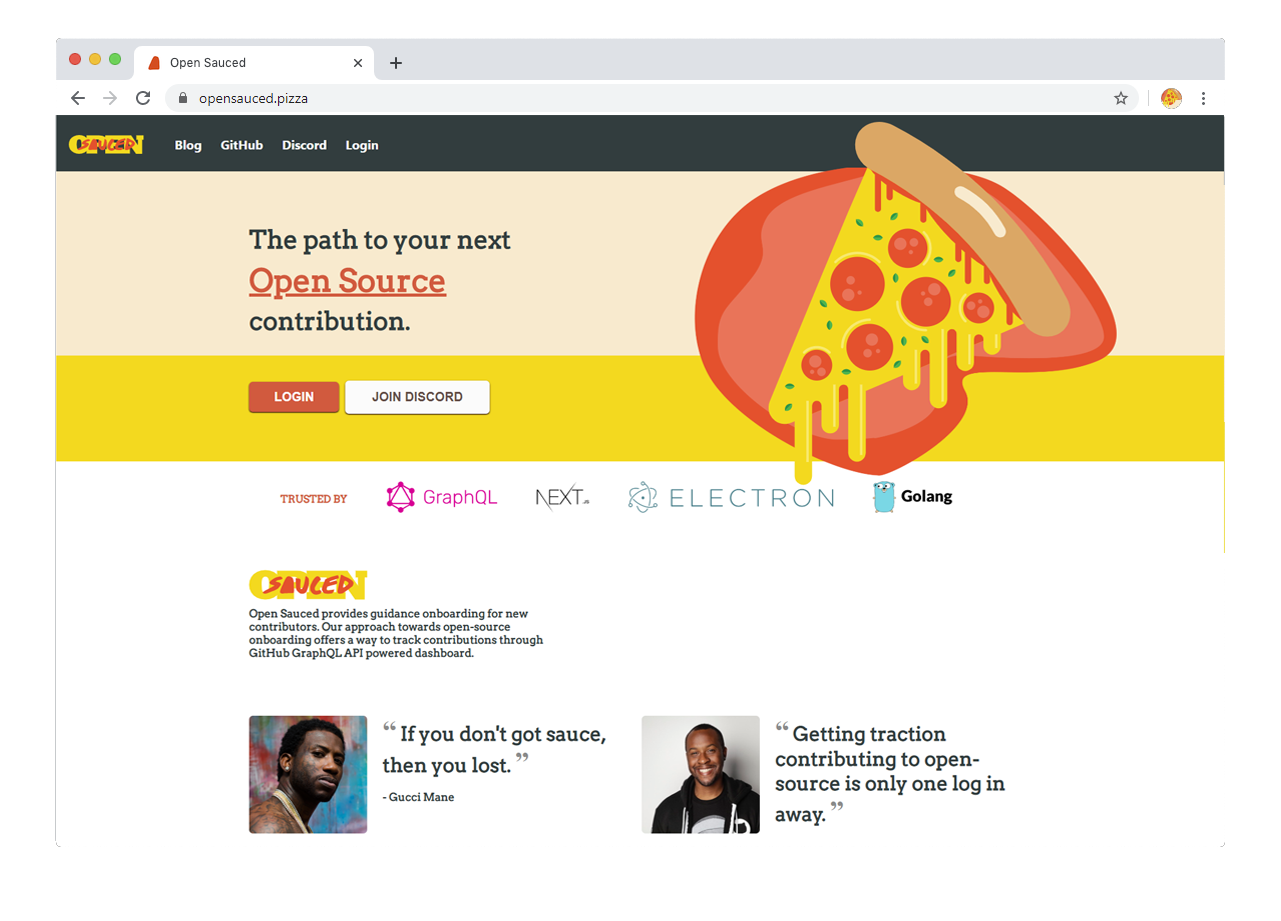 Open Sauced
opensauced.pizza
OPEN SAUCED Blog GitHub Discord Login
The path to your next
Open Source
contribution.
LOGIN JOIN DISCORD
TRUSTED BY GraphQL NEXT.JS ELECTRON Golang
OPEN SAUCED
Open Sauced provides guidance onboarding for new
contributors. Our approach towards open-source
onboarding offers a way to track contributions through
GitHub GraphQL API powered dashboard.
“ If you don't got sauce,
then you lost. ”
- Gucci Mane
“ Getting traction
contributing to open-
source is only one log in
away. ”